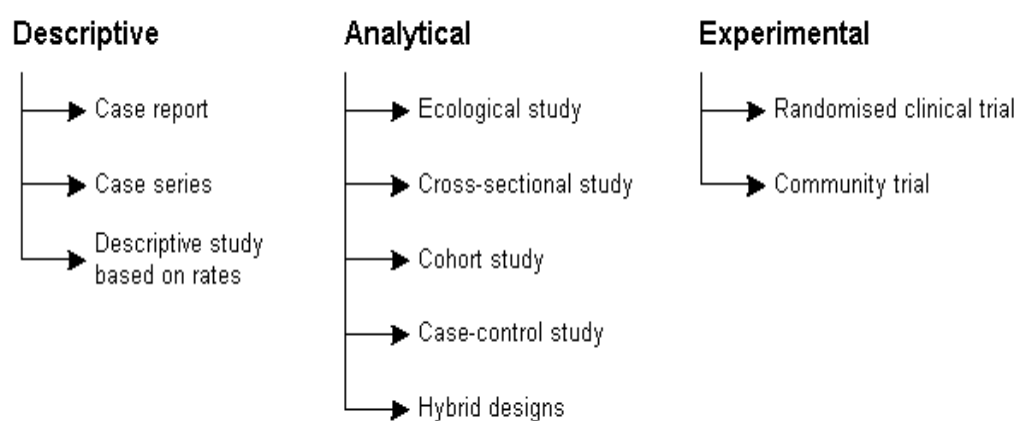 Descriptive
Case report
Case series
Descriptive study
based on rates
Analytical
Ecological study
Cross-sectional study
Cohort study
Case-control study
Hybrid designs
Experimental
Randomised clinical trial
Community trial